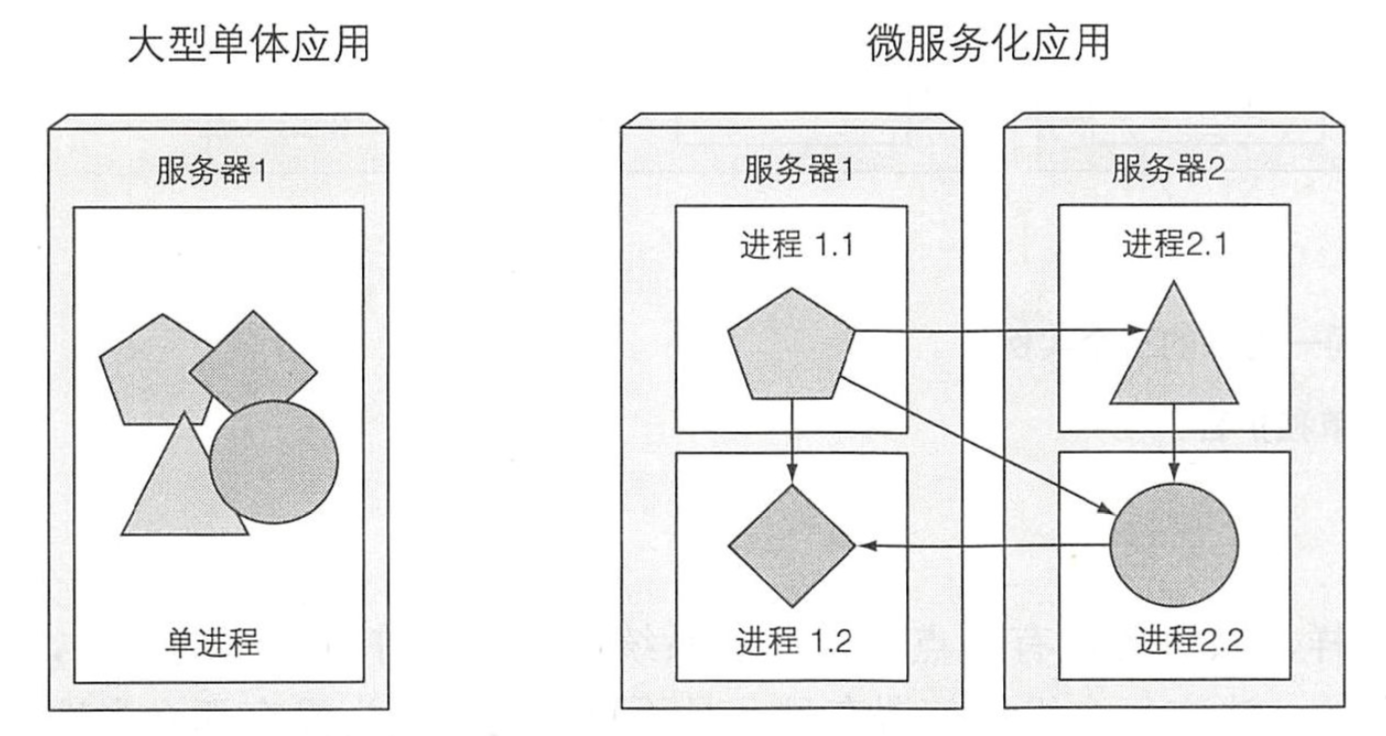 大型单体应用
微服务化应用
服务器1
单进程
服务器1
进程 1.1
进程 1.2
服务器2
进程2.1
进程2.2